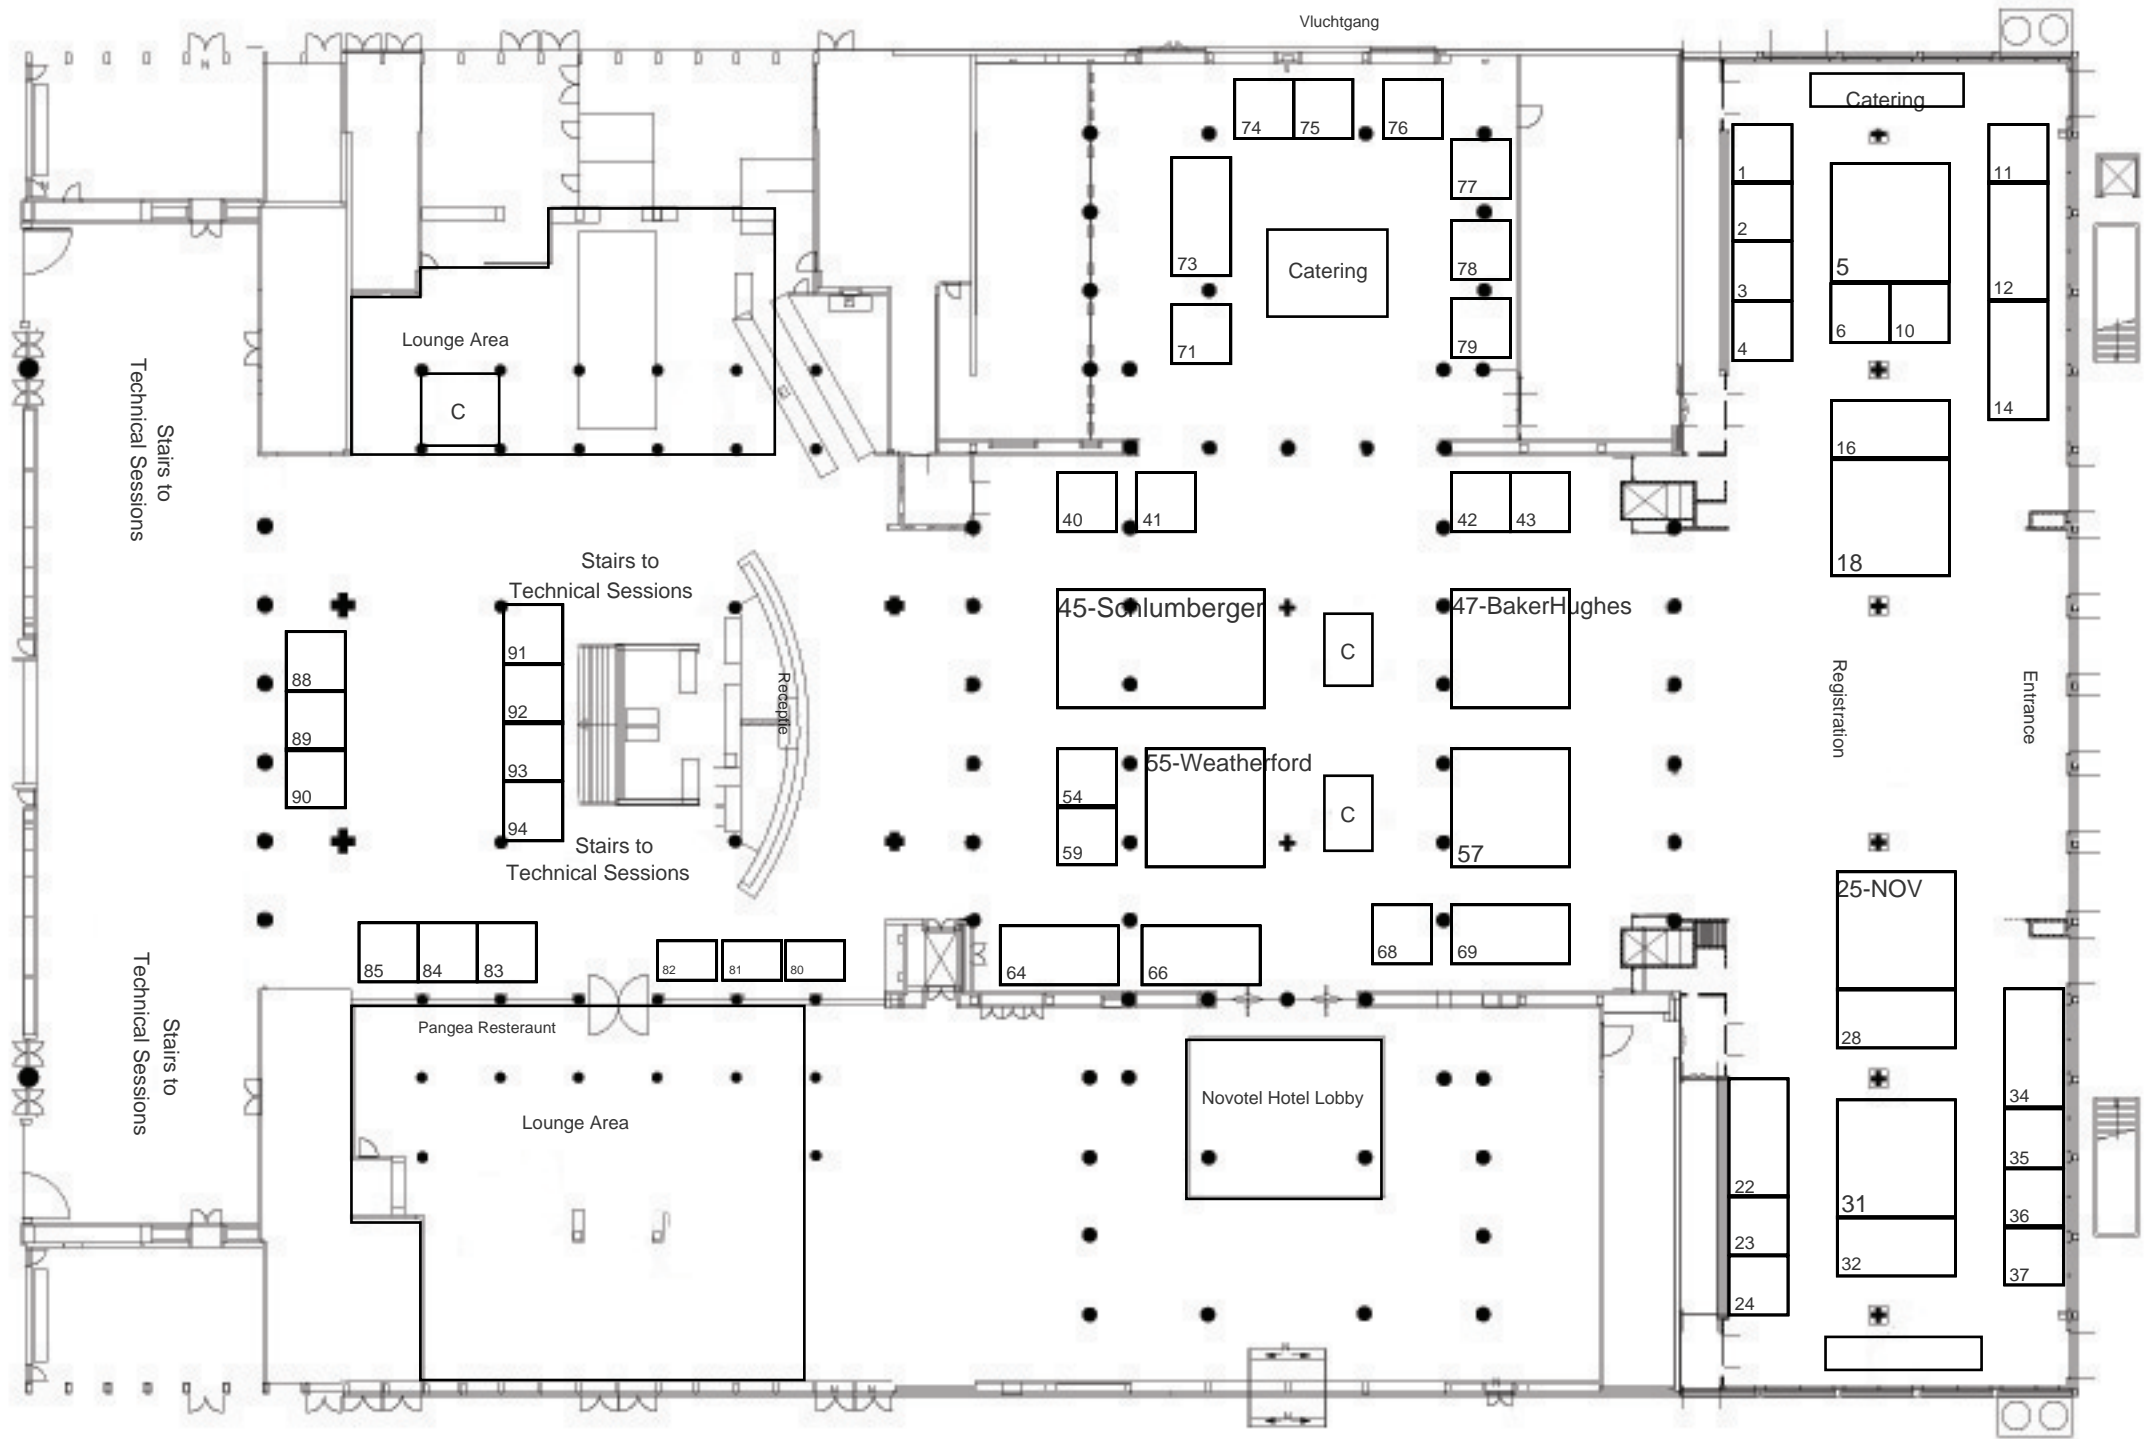 Vluchtgang
Catering
74
75
76
1
11
77
2
73
Catering
78
5
12
3
6
10
Lounge Area
71
79
4
C
14
16
Stairs to
Technical Sessions
40
41
42
43
18
Stairs to
Technical Sessions
45-Schlumberger
47-BakerHughes
91
C
88
92
Receptie
Registration
Entrance
89
93
55-Weatherford
90
54
C
94
Stairs to
Technical Sessions
59
57
25-NOV
85
84
83
82
81
80
64
66
68
69
Stairs to
Technical Sessions
Pangea Resteraunt
28
Novotel Hotel Lobby
34
Lounge Area
35
22
31
36
23
32
37
24